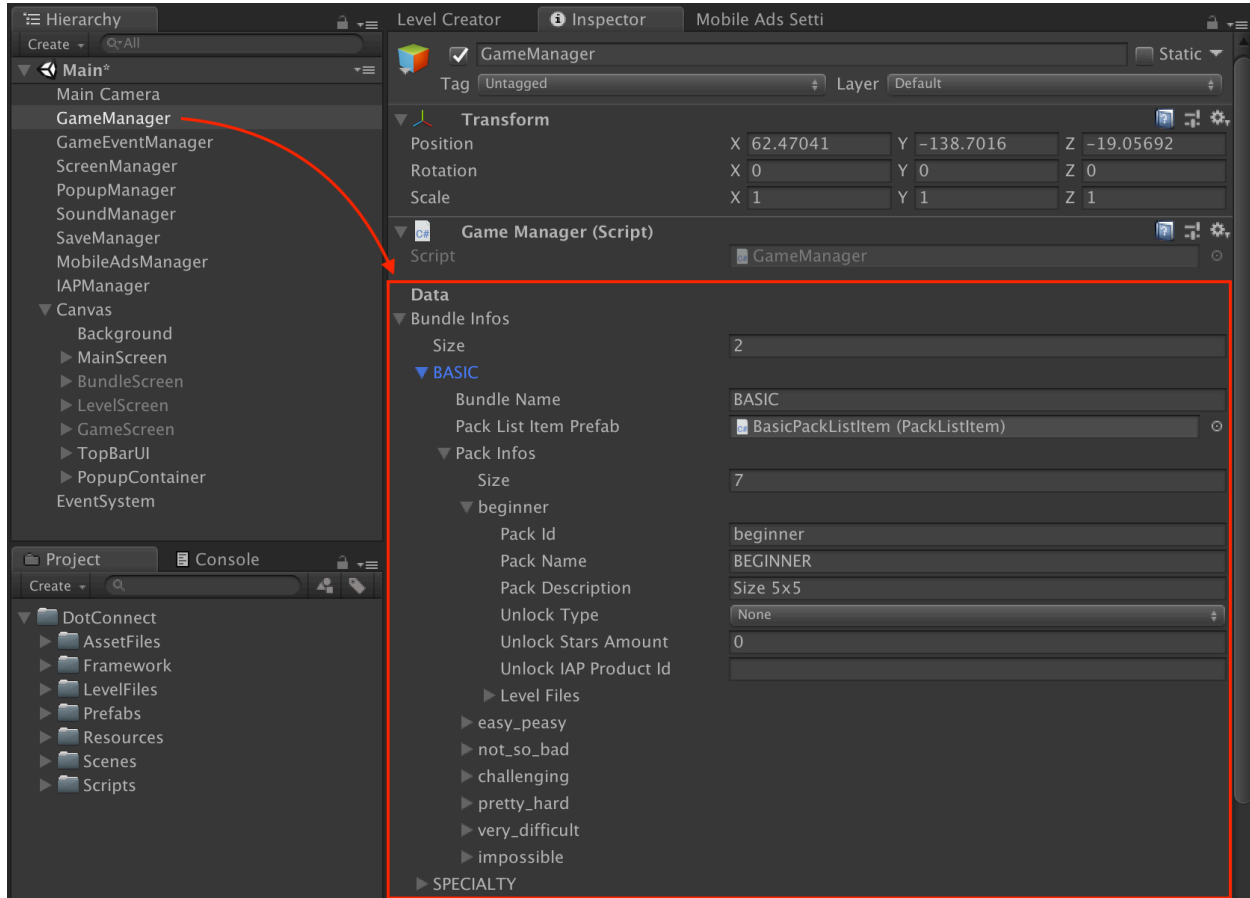 Hierarchy
Create
All
Main*
Main Camera
GameManager
GameEventManager
ScreenManager
PopupManager
SoundManager
SaveManager
MobileAdsManager
IAPManager
Canvas
Background
MainScreen
BundleScreen
LevelScreen
GameScreen
TopBarUI
PopupContainer
EventSystem
Project Console
Create
DotConnect
AssetFiles
Framework
LevelFiles
Prefabs
Resources
Scenes
Scripts
Level Creator Inspector Mobile Ads Setti
GameManager Static
Tag Untagged Layer Default
Transform
Position X 62.47041 Y -138.7016 Z -19.05692
Rotation X 0 Y 0 Z 0
Scale X 1 Y 1 Z 1
C# Game Manager (Script)
Script GameManager
Data
Bundle Infos
Size 2
BASIC
Bundle Name BASIC
Pack List Item Prefab BasicPackListItem (PackListItem)
Pack Infos
Size 7
beginner
Pack Id beginner
Pack Name BEGINNER
Pack Description Size 5x5
Unlock Type None
Unlock Stars Amount 0
Unlock IAP Product Id
Level Files
easy_peasy
not_so_bad
challenging
pretty_hard
very_difficult
impossible
SPECIALTY